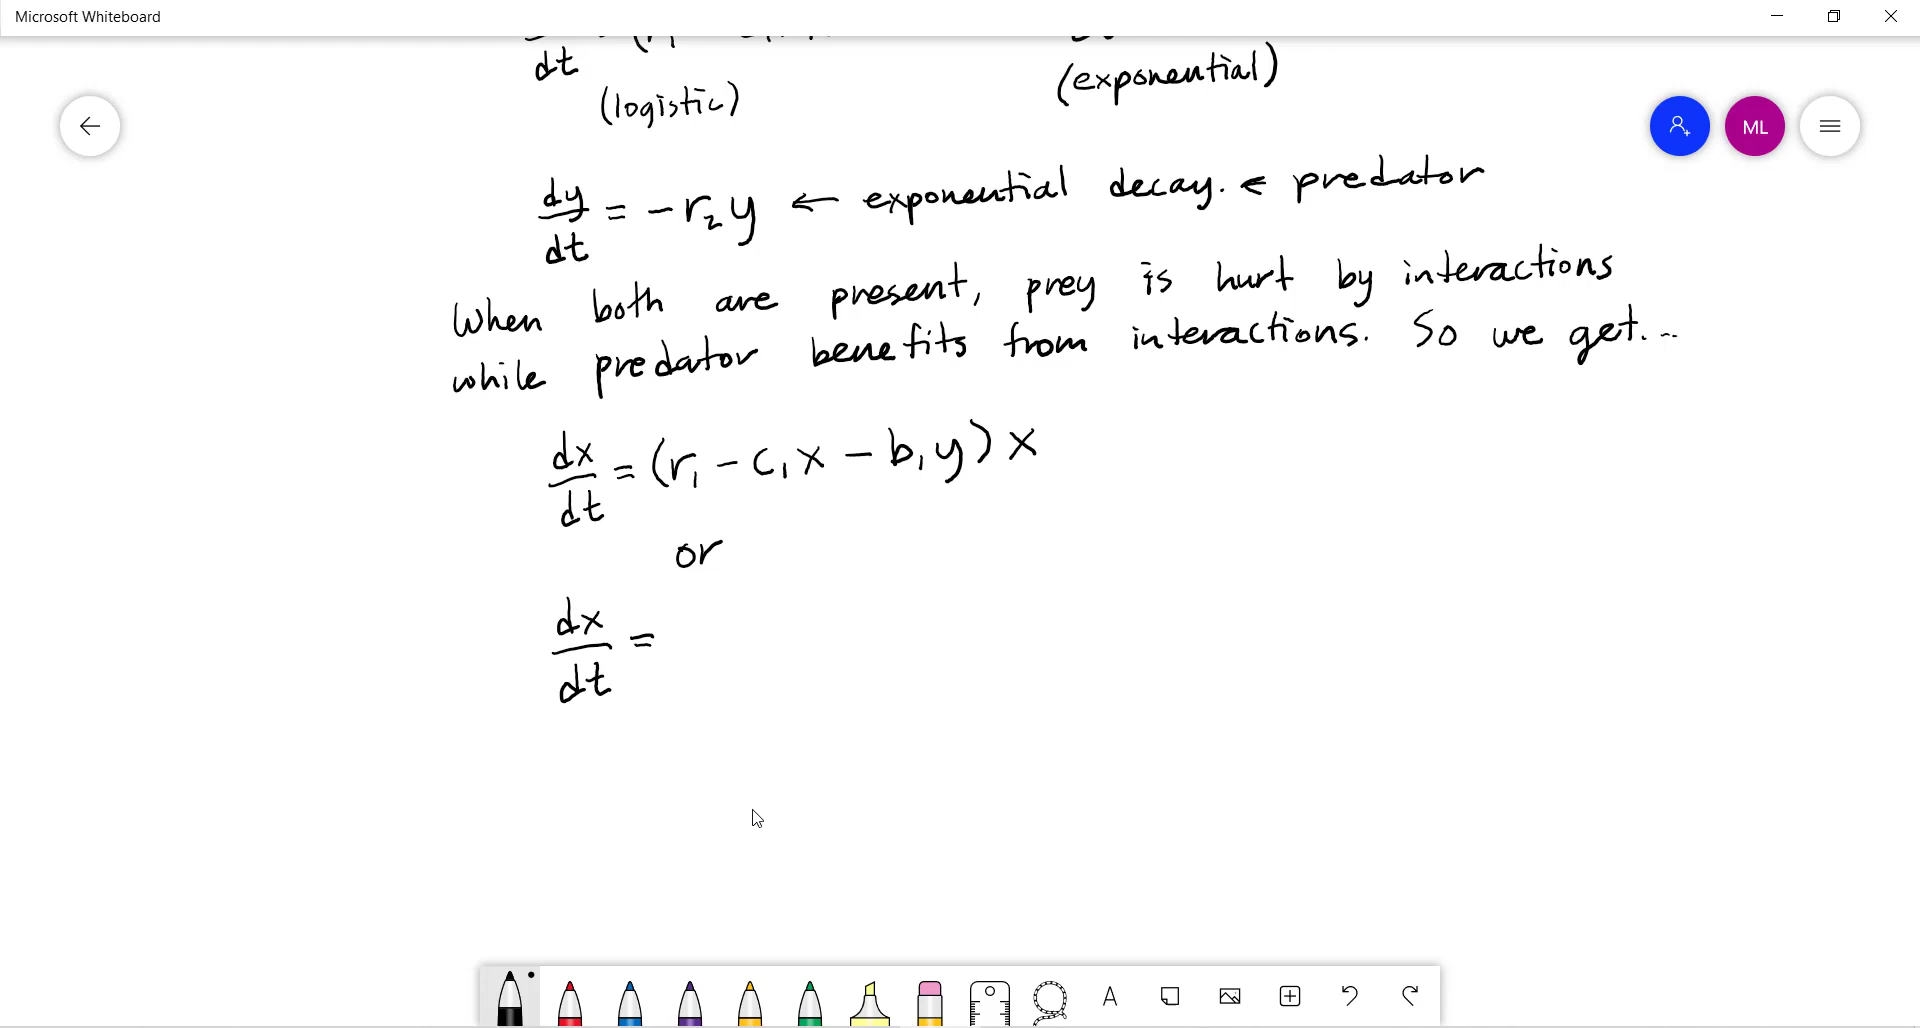 Microsoft Whiteboard
dt
(logistic)
(exponential)
ML
dy/dt = -r₂y ← exponential decay. ← predator
When both are present, prey is hurt by interactions
while predator benefits from interactions. So we get...
dx/dt = (r₁ - c₁x - b₁y)x
or
dx/dt =
A